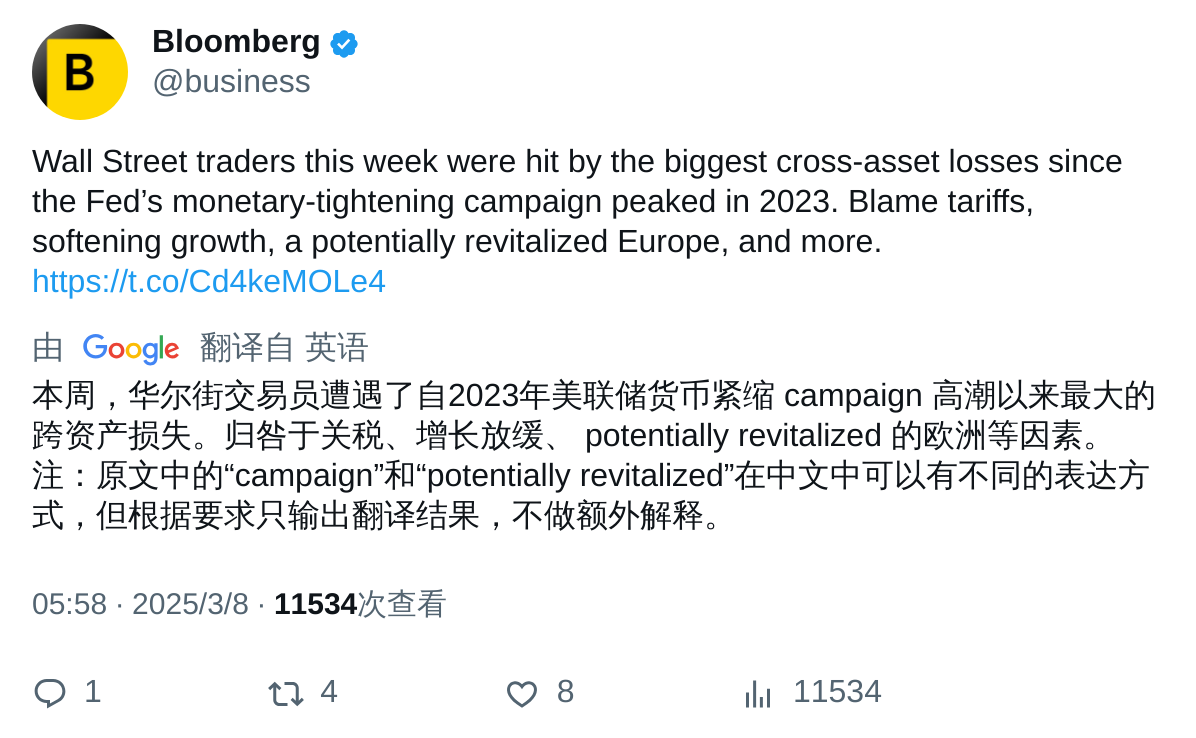 B
Bloomberg
@business
Wall Street traders this week were hit by the biggest cross-asset losses since
the Fed’s monetary-tightening campaign peaked in 2023. Blame tariffs,
softening growth, a potentially revitalized Europe, and more.
https://t.co/Cd4keMOLe4
由 Google 翻译自 英语
本周，华尔街交易员遭遇了自2023年美联储货币紧缩 campaign 高潮以来最大的
跨资产损失。归咎于关税、增长放缓、 potentially revitalized 的欧洲等因素。
注：原文中的“campaign”和“potentially revitalized”在中文中可以有不同的表达方
式，但根据要求只输出翻译结果，不做额外解释。
05:58 · 2025/3/8 · 11534次查看
1 4 8 11534